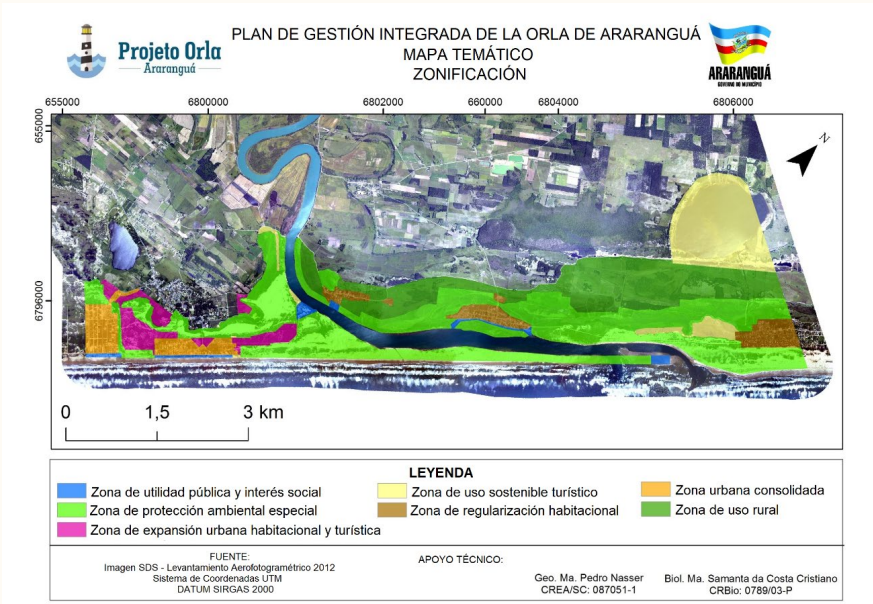 Projeto Orla
Araranguá
PLAN DE GESTIÓN INTEGRADA DE LA ORLA DE ARARANGUÁ
MAPA TEMÁTICO
ZONIFICACIÓN
ARARANGUÁ
GOVERNO DO MUNICÍPIO
655000
6800000
6802000
660000
6804000
6806000
655000
6796000
N
0
1,5
3 km
LEYENDA
Zona de utilidad pública y interés social
Zona de protección ambiental especial
Zona de expansión urbana habitacional y turística
Zona de uso sostenible turístico
Zona de regularización habitacional
Zona urbana consolidada
Zona de uso rural
FUENTE:
Imagen SDS - Levantamiento Aerofotogramétrico 2012
Sistema de Coordenadas UTM
DATUM SIRGAS 2000
APOYO TÉCNICO:
Geo. Ma. Pedro Nasser
CREA/SC: 087051-1
Biol. Ma. Samanta da Costa Cristiano
CRBio: 0789/03-P